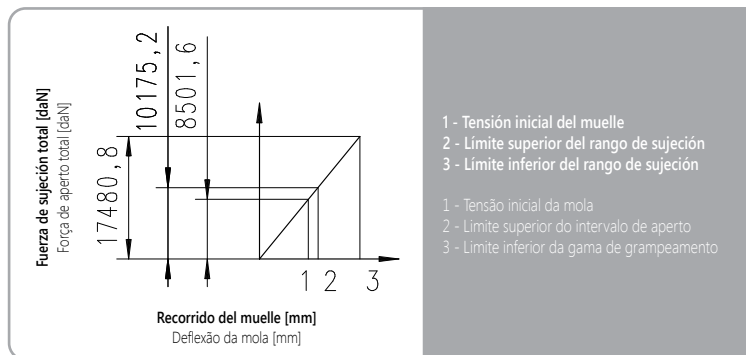 Fuerza de sujeción total [daN]
Força de aperto total [daN]
17480,8
10175,2
8501,6
1 2 3
Recorrido del muelle [mm]
Deflexão da mola [mm]
1 - Tensión inicial del muelle
2 - Límite superior del rango de sujeción
3 - Límite inferior del rango de sujeción
1 - Tensão inicial da mola
2 - Limite superior do intervalo de aperto
3 - Limite inferior da gama de grampeamento